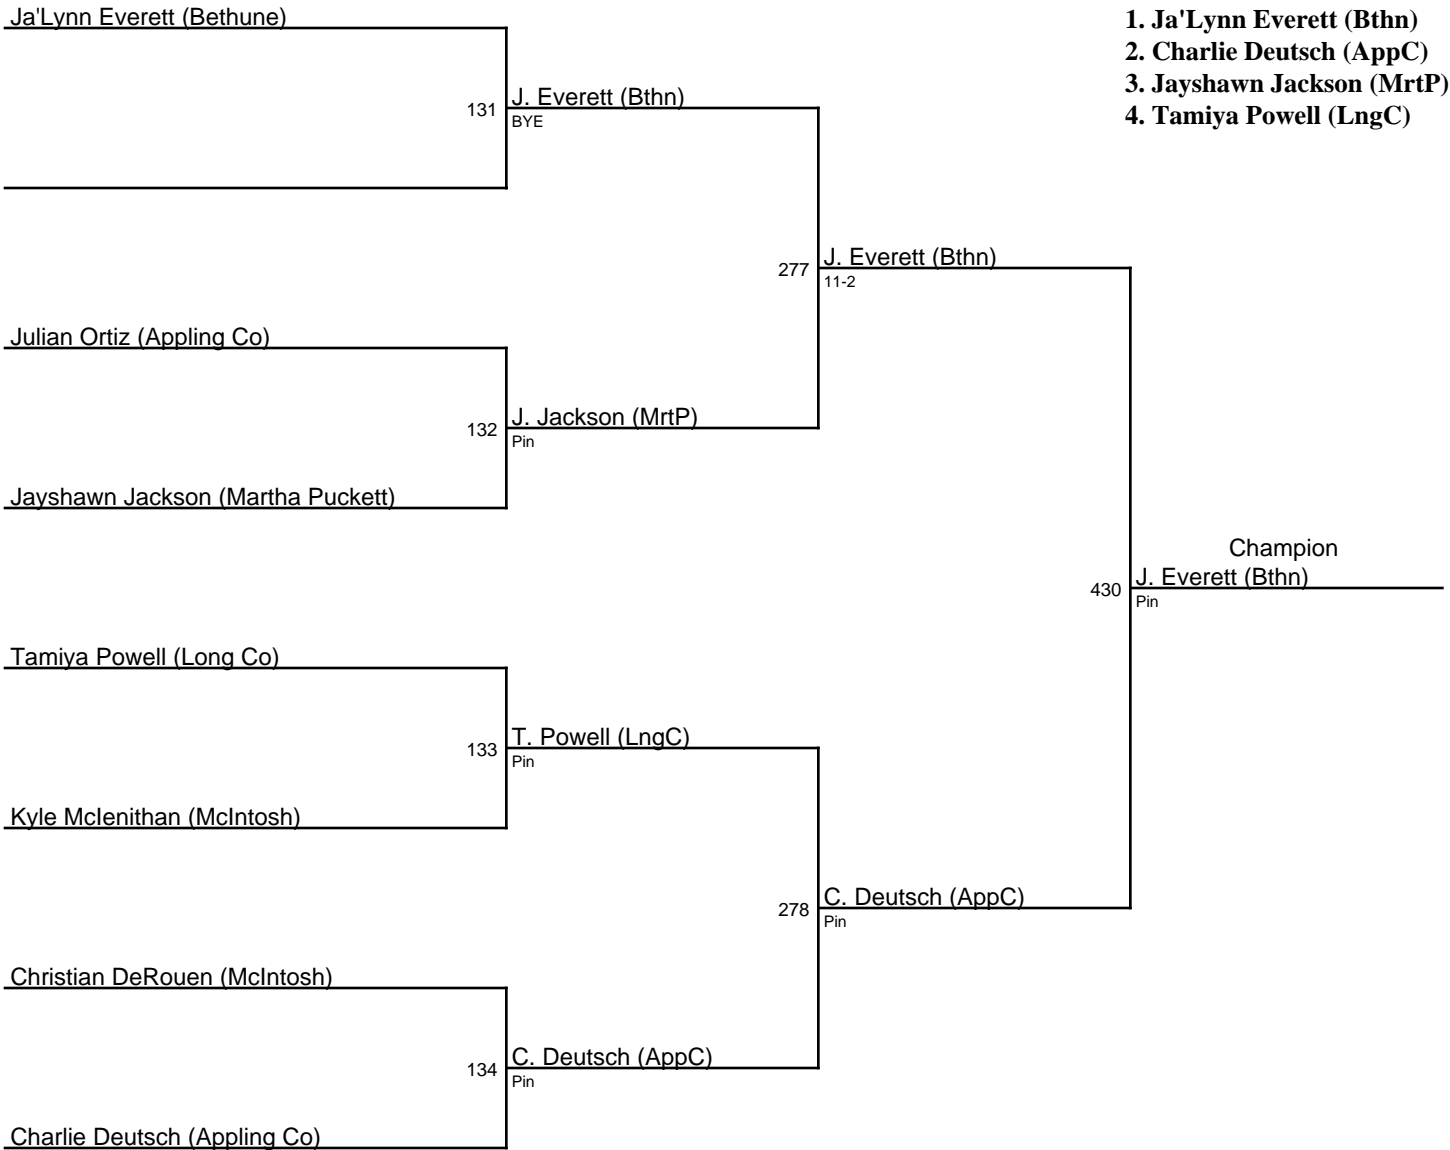 Ja'Lynn Everett (Bethune)
1. Ja'Lynn Everett (Bthn)
2. Charlie Deutsch (AppC)
3. Jayshawn Jackson (MrtP)
4. Tamiya Powell (LngC)
131
J. Everett (Bthn)
BYE
277
J. Everett (Bthn)
11-2
Julian Ortiz (Appling Co)
132
J. Jackson (MrtP)
Pin
Jayshawn Jackson (Martha Puckett)
Champion
430
J. Everett (Bthn)
Pin
Tamiya Powell (Long Co)
133
T. Powell (LngC)
Pin
Kyle McIenithan (McIntosh)
278
C. Deutsch (AppC)
Pin
Christian DeRouen (McIntosh)
134
C. Deutsch (AppC)
Pin
Charlie Deutsch (Appling Co)